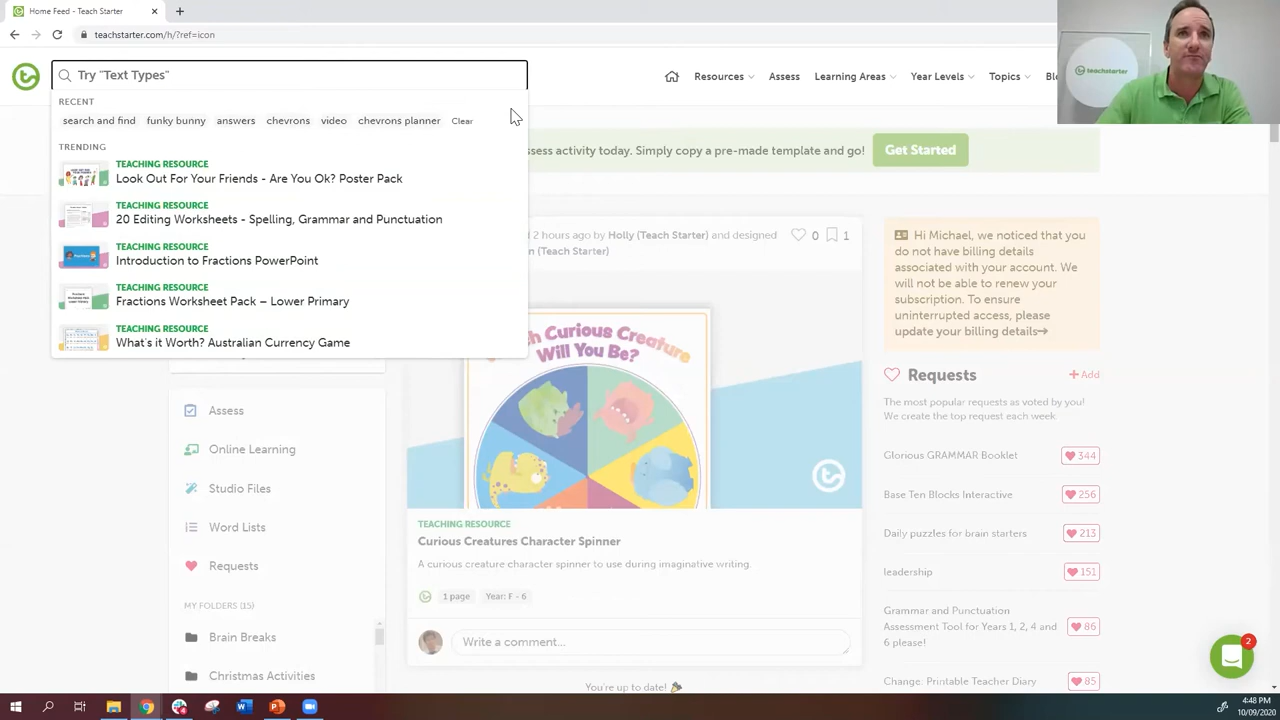 Home Feed - Teach Starter
teachstarter.com/h/?ref=icon
Try "Text Types"
Resources
Assess
Learning Areas
Year Levels
Topics
teachstarter
RECENT
search and find
funky bunny
answers
chevrons
video
chevrons planner
Clear
TRENDING
TEACHING RESOURCE
Look Out For Your Friends - Are You Ok? Poster Pack
TEACHING RESOURCE
20 Editing Worksheets - Spelling, Grammar and Punctuation
TEACHING RESOURCE
Introduction to Fractions PowerPoint
TEACHING RESOURCE
Fractions Worksheet Pack – Lower Primary
TEACHING RESOURCE
What's it Worth? Australian Currency Game
activity today. Simply copy a pre-made template and go!
Get Started
2 hours ago by Holly (Teach Starter) and designed
(Teach Starter)
0
1
Curious Creature
Will You Be?
TEACHING RESOURCE
Curious Creatures Character Spinner
A curious creature character spinner to use during imaginative writing.
1 page
Year: F - 6
Write a comment...
You're up to date!
Assess
Online Learning
Studio Files
Word Lists
Requests
MY FOLDERS (15)
Brain Breaks
Christmas Activities
Hi Michael, we noticed that you
do not have billing details
associated with your account. We
will not be able to renew your
subscription. To ensure
uninterrupted access, please
update your billing details→
Requests
+ Add
The most popular requests as voted by you!
We create the top request each week.
Glorious GRAMMAR Booklet
344
Base Ten Blocks Interactive
256
Daily puzzles for brain starters
213
leadership
151
Grammar and Punctuation
Assessment Tool for Years 1, 2, 4 and
6 please!
86
Change: Printable Teacher Diary
85
2
4:48 PM
10/09/2020